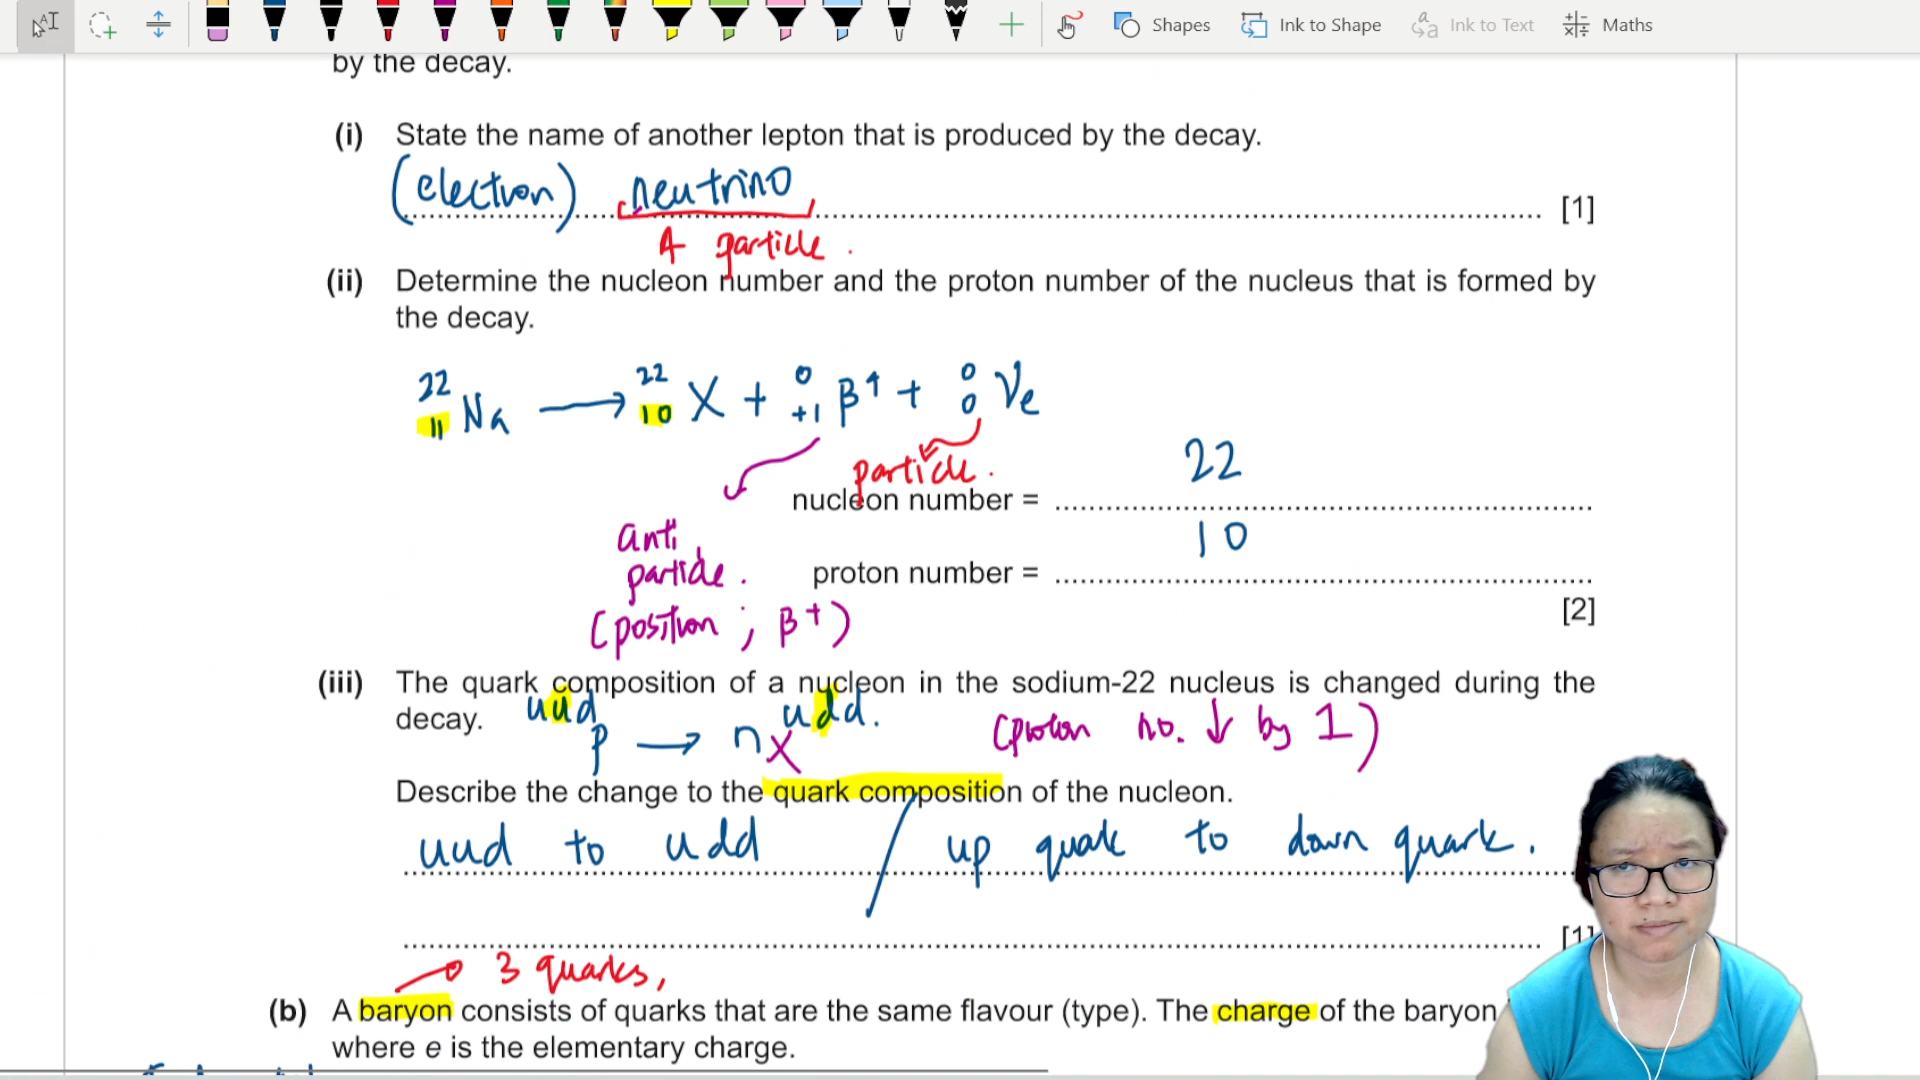 Shapes Ink to Shape Ink to Text Maths
by the decay.
(i) State the name of another lepton that is produced by the decay.
(electron) neutrino
[1]
A particle.
(ii) Determine the nucleon number and the proton number of the nucleus that is formed by
the decay.
22 11 Na → 22 10 X + 0 +1 β+ + 0 0 Ve
particle.
22
nucleon number =
anti
particle.
10
proton number =
[2]
(positron ; β+)
(iii) The quark composition of a nucleon in the sodium-22 nucleus is changed during the
decay.
uud udd.
p → n X (proton no. ↓ by 1)
Describe the change to the quark composition of the nucleon.
uud to udd / up quark to down quark.
[1]
3 quarks,
(b) A baryon consists of quarks that are the same flavour (type). The charge of the baryon
where e is the elementary charge.